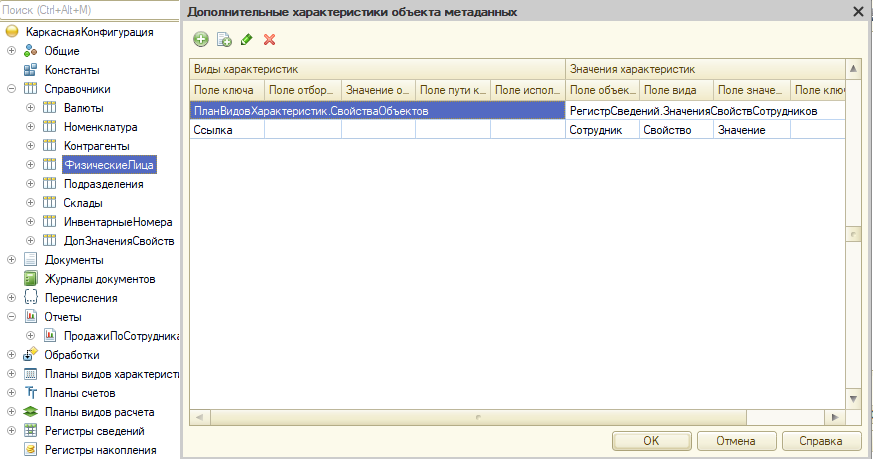 Поиск (Ctrl+Alt+M)
КаркаснаяКонфигурация
Общие
Константы
Справочники
Валюты
Номенклатура
Контрагенты
ФизическиеЛица
Подразделения
Склады
ИнвентарныеНомера
ДопЗначенияСвойств
Документы
Журналы документов
Перечисления
Отчеты
ПродажиПоСотрудника
Обработки
Планы видов характеристи
Планы счетов
Планы видов расчета
Регистры сведений
Регистры накопления
Дополнительные характеристики объекта метаданных
Виды характеристик Значения характеристик
Поле ключа Поле отбор... Значение о... Поле пути к... Поле испол... Поле объек... Поле вида Поле значе... Поле ключ
ПланВидовХарактеристик.СвойстваОбъектов РегистрСведений.ЗначенияСвойствСотрудников
Ссылка Сотрудник Свойство Значение
OK Отмена Справка